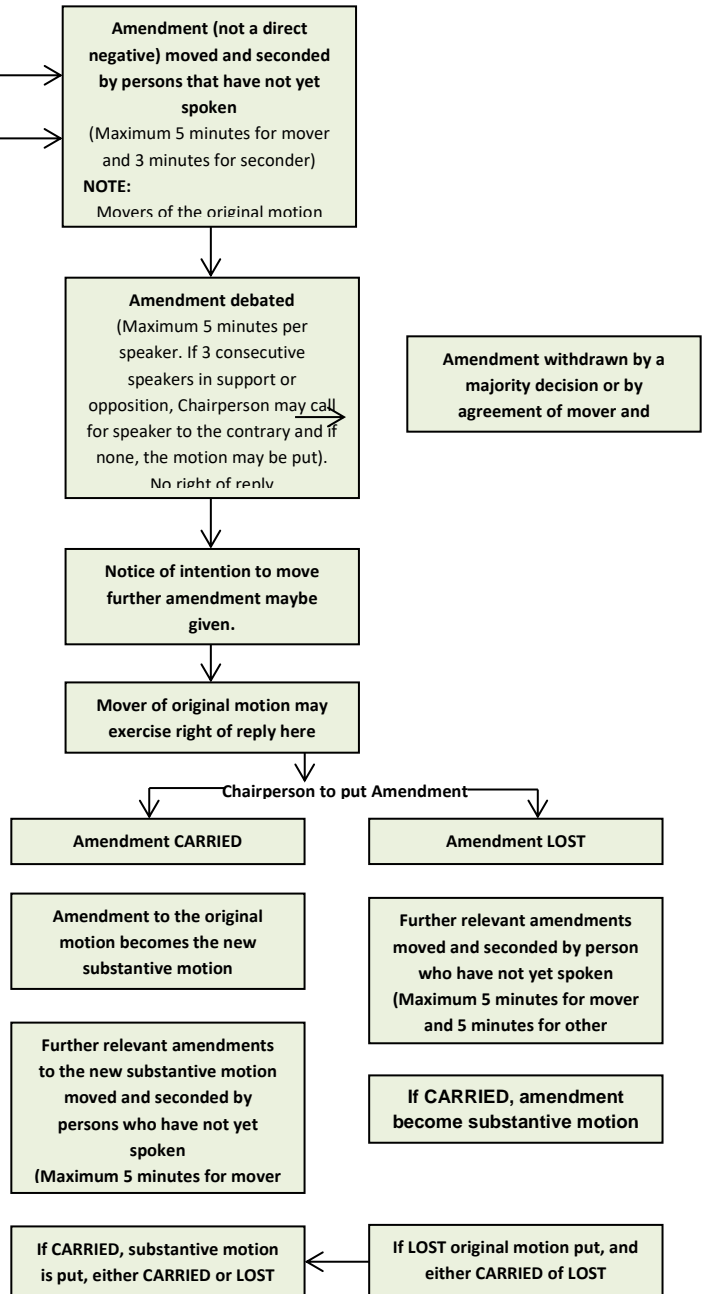 Amendment (not a direct
negative) moved and seconded
by persons that have not yet
spoken
(Maximum 5 minutes for mover
and 3 minutes for seconder)
NOTE:
Movers of the original motion
Amendment debated
(Maximum 5 minutes per
speaker. If 3 consecutive
speakers in support or
opposition, Chairperson may call
for speaker to the contrary and if
none, the motion may be put).
No right of reply
Amendment withdrawn by a
majority decision or by
agreement of mover and
Notice of intention to move
further amendment maybe
given.
Mover of original motion may
exercise right of reply here
Chairperson to put Amendment
Amendment CARRIED
Amendment LOST
Amendment to the original
motion becomes the new
substantive motion
Further relevant amendments
moved and seconded by person
who have not yet spoken
(Maximum 5 minutes for mover
and 5 minutes for other
Further relevant amendments
to the new substantive motion
moved and seconded by
persons who have not yet
spoken
(Maximum 5 minutes for mover
If CARRIED, amendment
become substantive motion
If CARRIED, substantive motion
is put, either CARRIED or LOST
If LOST original motion put, and
either CARRIED of LOST